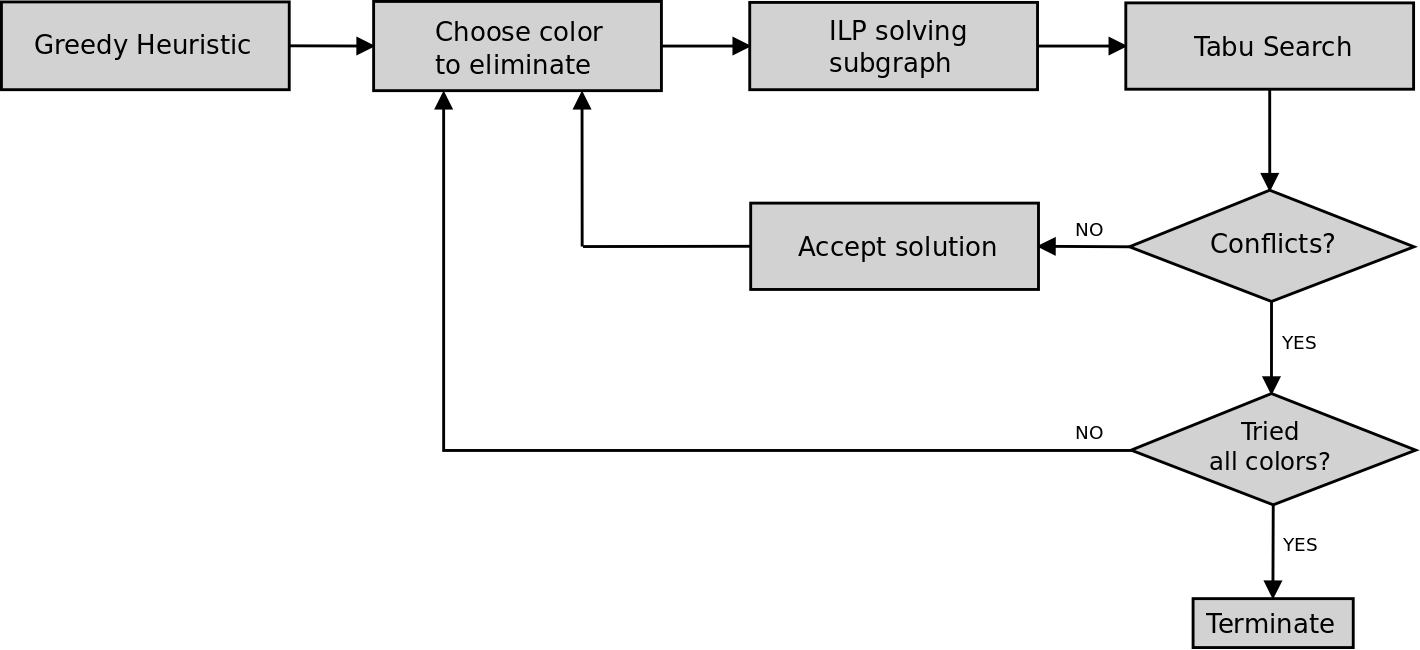 Greedy Heuristic
Choose color
to eliminate
ILP solving
subgraph
Tabu Search
Accept solution
NO
Conflicts?
YES
NO
Tried
all colors?
YES
Terminate